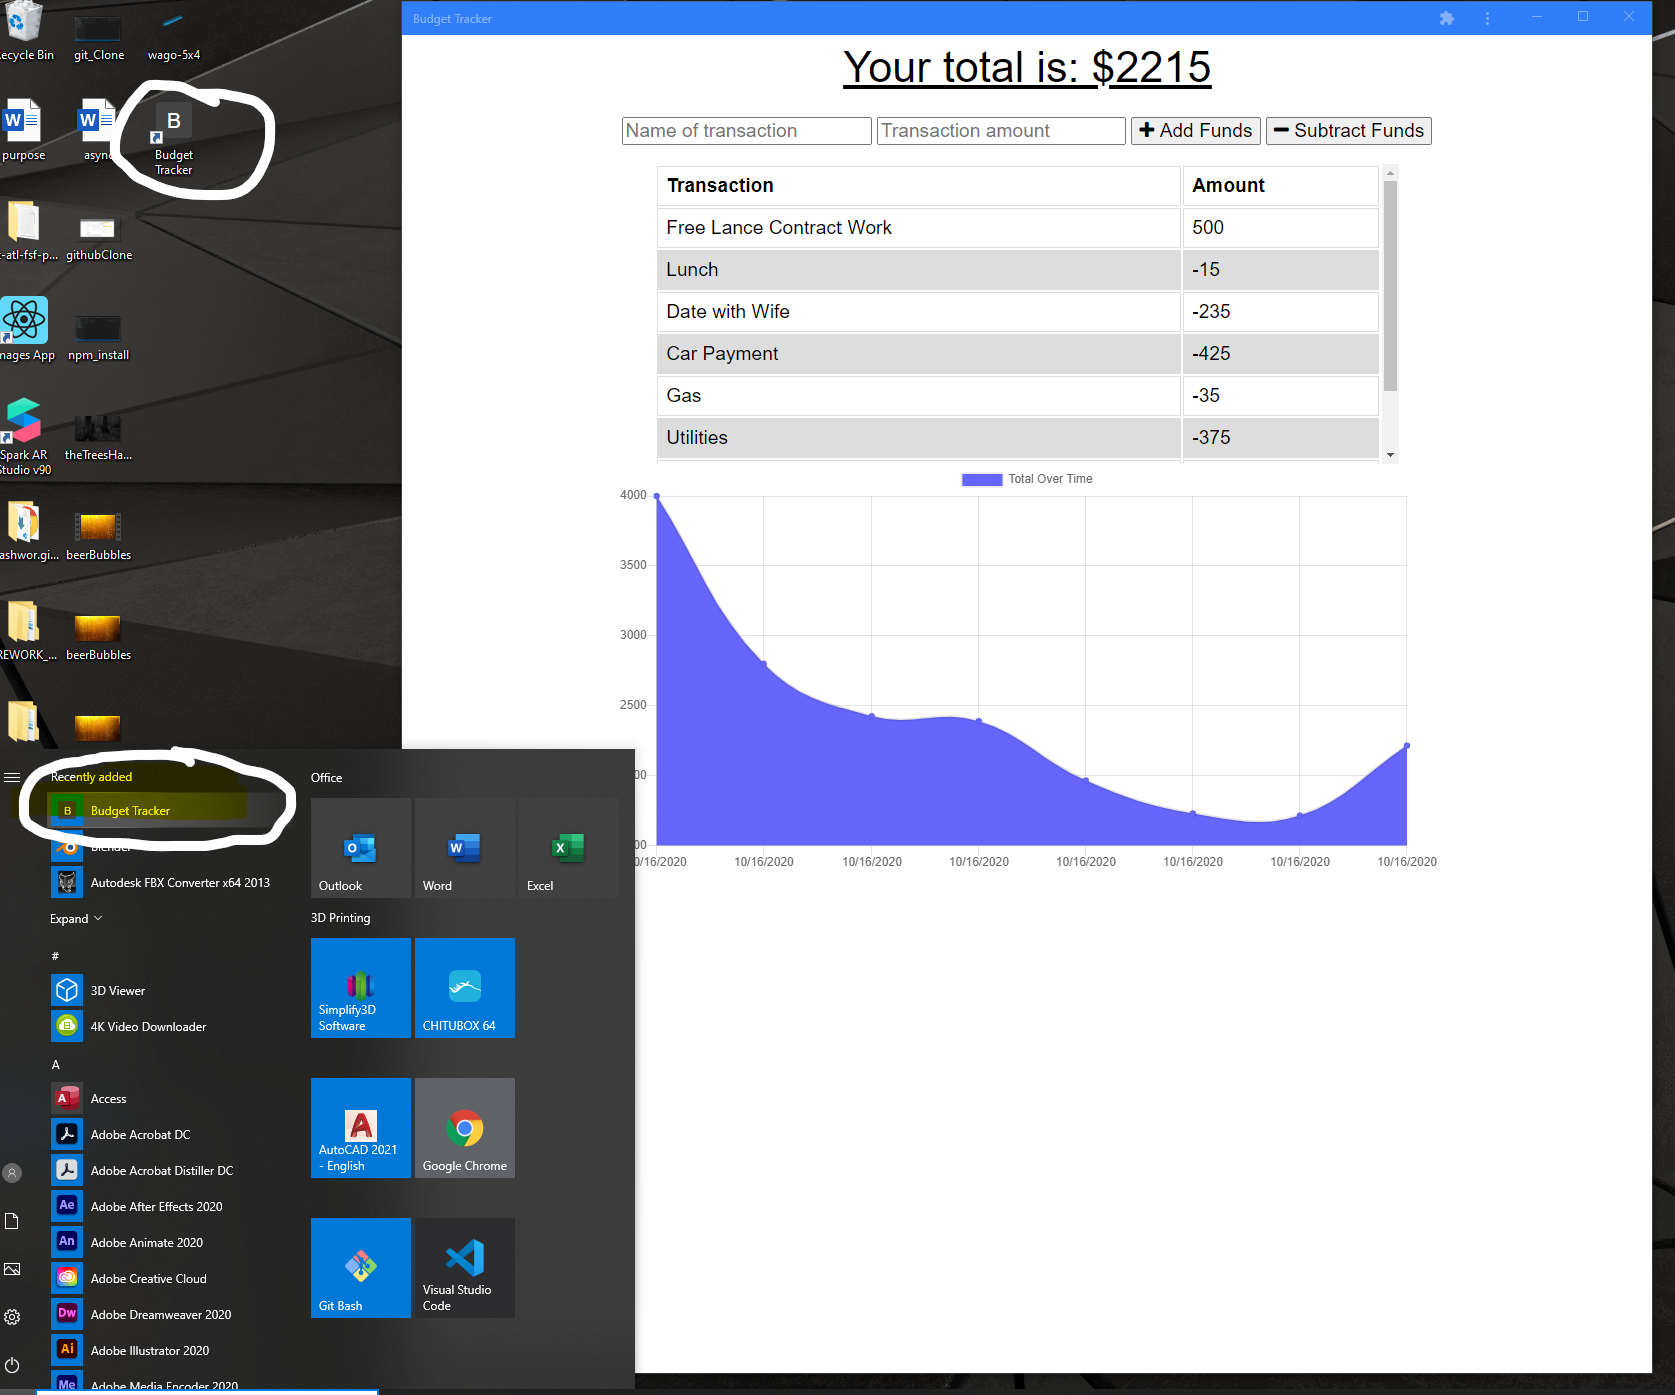 ecycle Bin
git_Clone
wago-5x4
purpose
async
Budget
Tracker
-atl-fsf-p...
githubClone
mages App
npm_install
Spark AR
Studio v90
theTreesHa...
ashwor.gi...
beerBubbles
REWORK_...
beerBubbles
Budget Tracker
Your total is: $2215
Name of transaction
Transaction amount
Add Funds
Subtract Funds
Transaction Amount
Free Lance Contract Work 500
Lunch -15
Date with Wife -235
Car Payment -425
Gas -35
Utilities -375
Total Over Time
4000
3500
3000
2500
00
00
0/16/2020 10/16/2020 10/16/2020 10/16/2020 10/16/2020 10/16/2020 10/16/2020 10/16/2020
Recently added
Budget Tracker
Blender
Autodesk FBX Converter x64 2013
Expand
#
3D Viewer
4K Video Downloader
A
Access
Adobe Acrobat DC
Adobe Acrobat Distiller DC
Adobe After Effects 2020
Adobe Animate 2020
Adobe Creative Cloud
Adobe Dreamweaver 2020
Adobe Illustrator 2020
Adobe Media Encoder 2020
Office
Outlook
Word
Excel
3D Printing
Simplify3D
Software
CHITUBOX 64
AutoCAD 2021
- English
Google Chrome
Git Bash
Visual Studio
Code